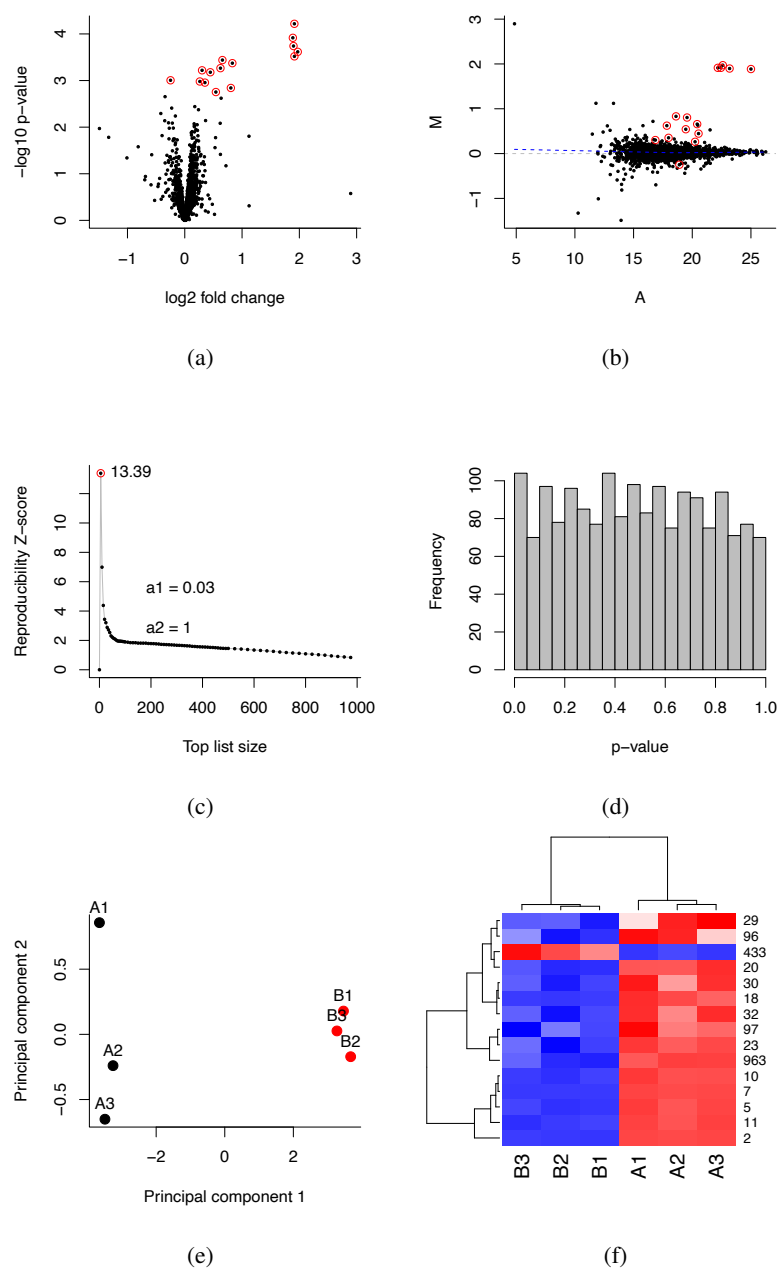 4
3
2
1
0
−log10 p−value
−1 0 1 2 3
log2 fold change
(a)
3
2
1
0
−1
M
5 10 15 20 25
A
(b)
13.39
10
8
6
4
2
0
Reproducibility Z−score
a1 = 0.03
a2 = 1
0 200 400 600 800 1000
Top list size
(c)
100
80
60
40
20
0
Frequency
0.0 0.2 0.4 0.6 0.8 1.0
p−value
(d)
A1
0.5
B1
B3
0.0
B2
A2
−0.5
A3
Principal component 2
−2 0 2
Principal component 1
(e)
29
96
433
20
30
18
32
97
23
963
10
7
5
11
2
B3 B2 B1 A1 A2 A3
(f)